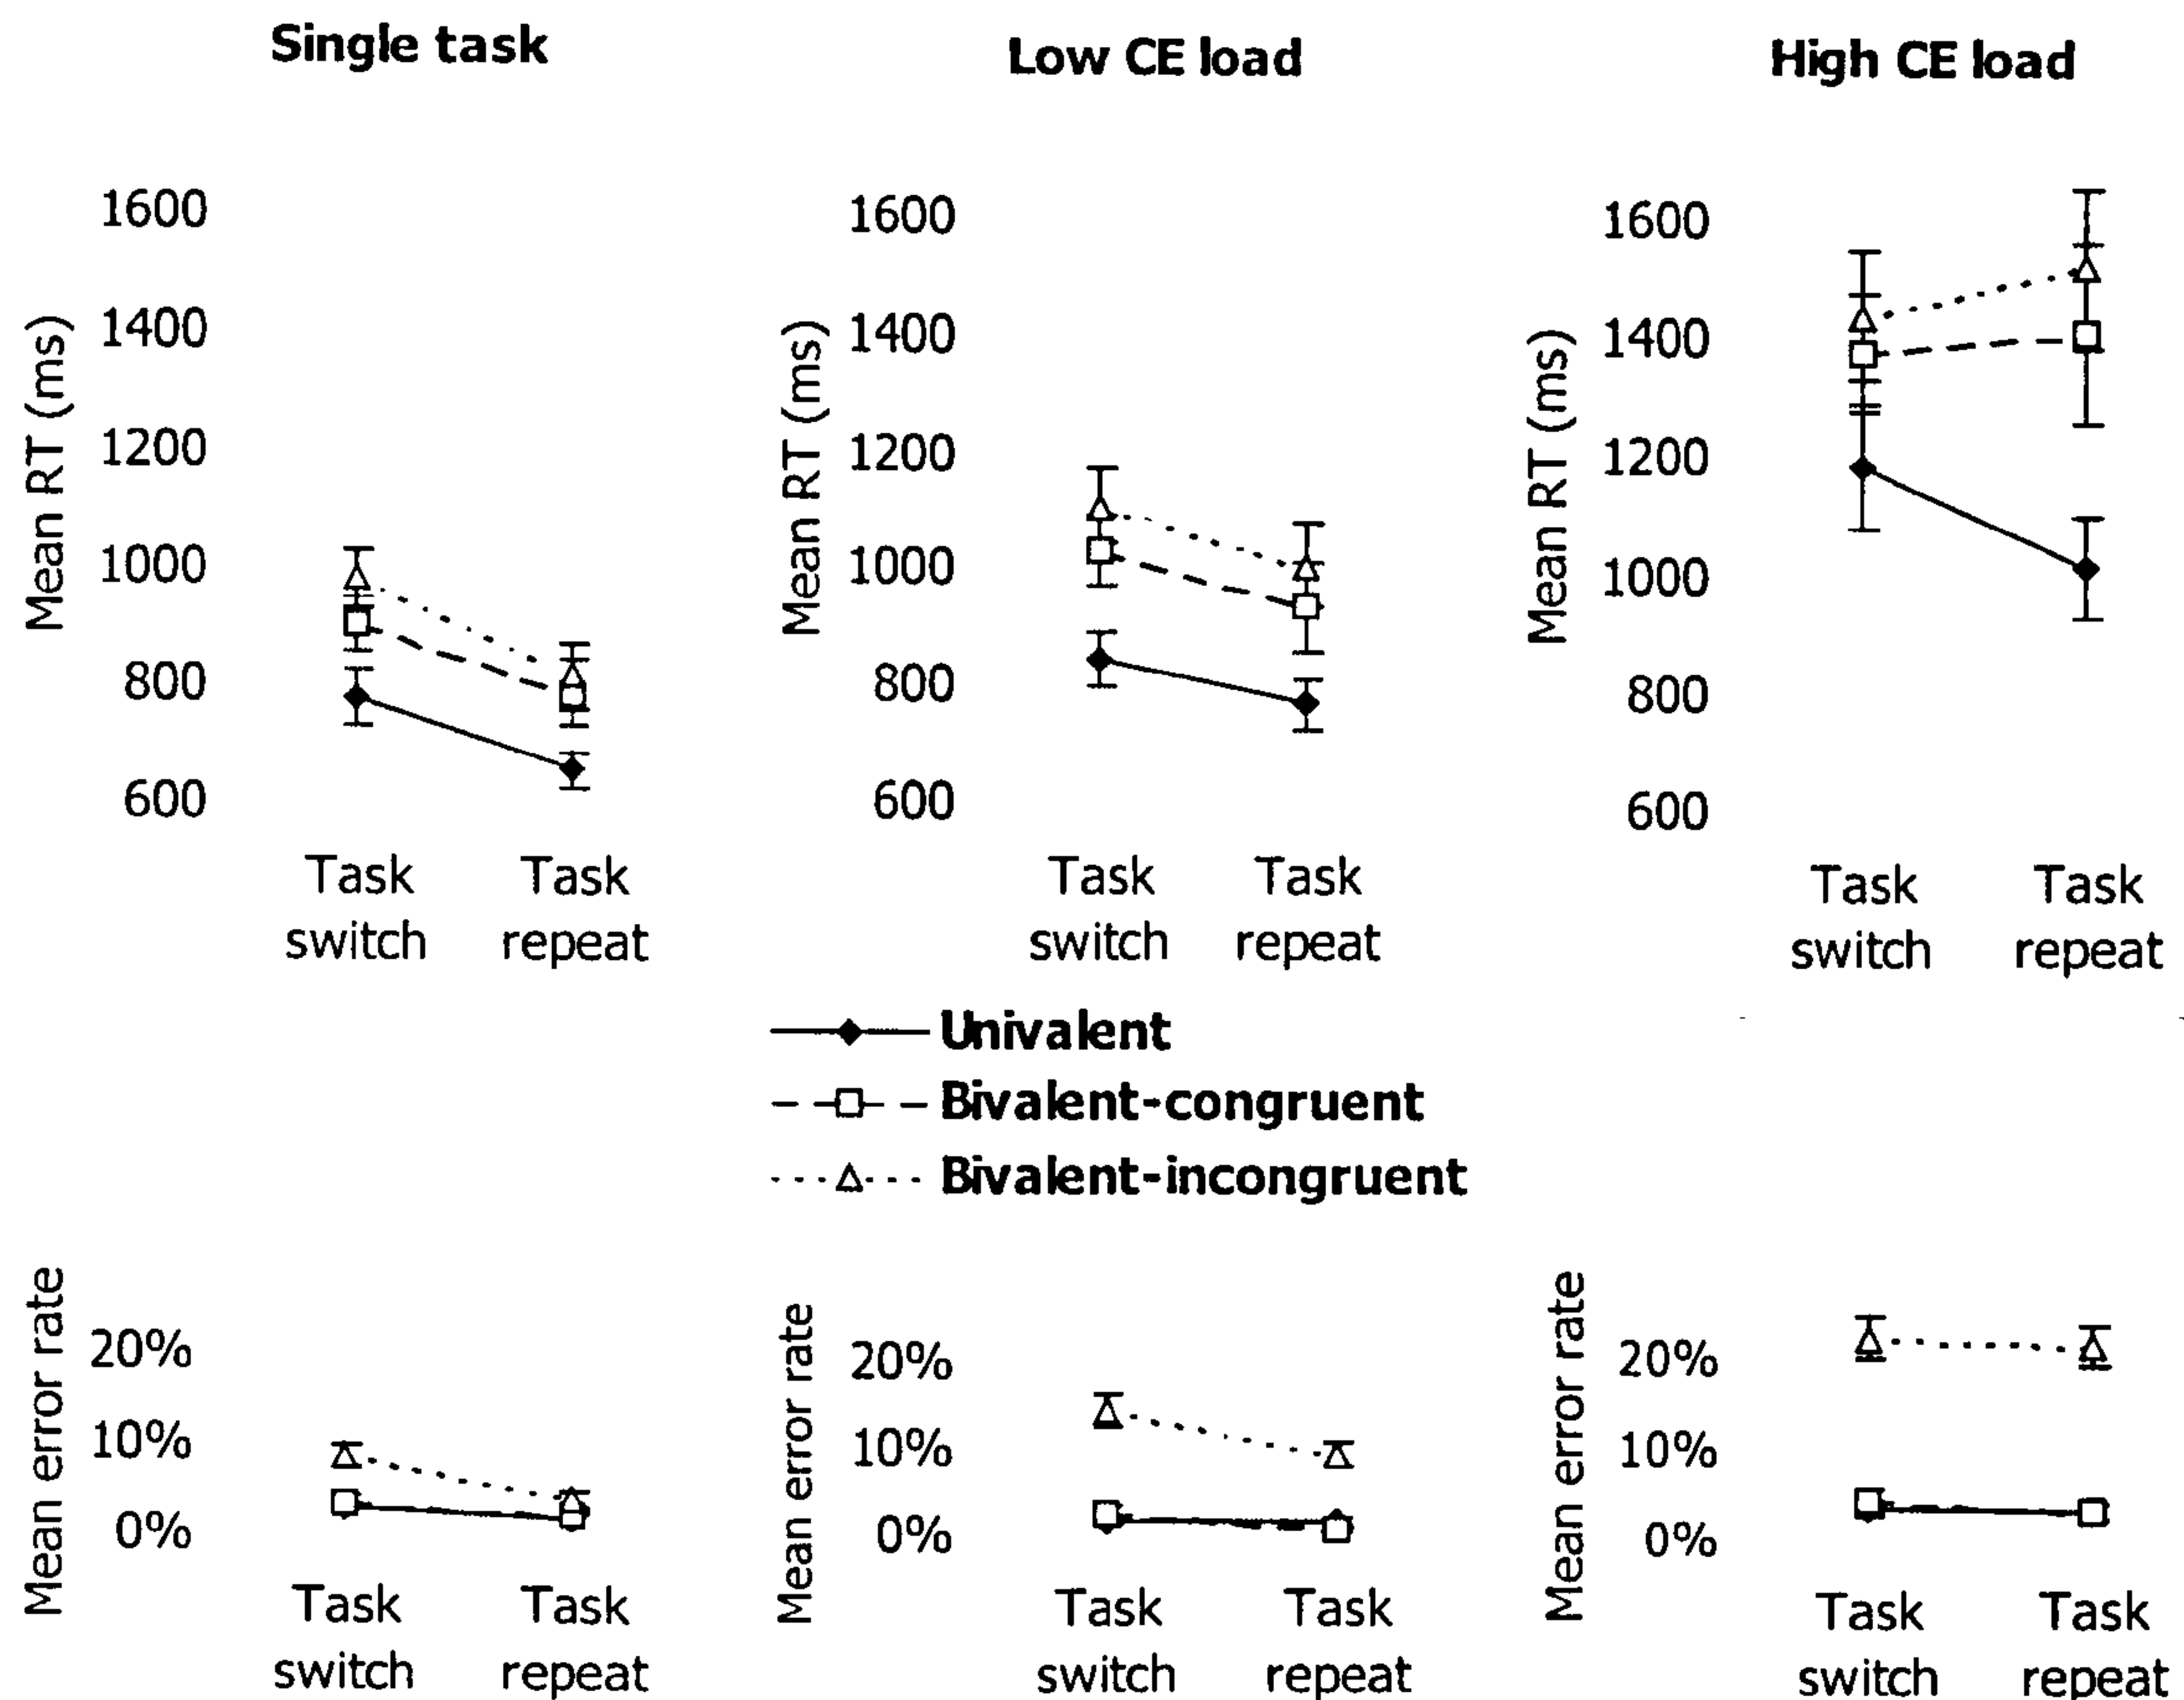 Single task
Low CE load
High CE load
Mean RT (ms)
1600
1400
1200
1000
800
600
Task switch
Task repeat
Mean RT (ms)
1600
1400
1200
1000
800
600
Task switch
Task repeat
Mean RT (ms)
1600
1400
1200
1000
800
600
Task switch
Task repeat
Univalent
Bivalent-congruent
Bivalent-incongruent
Mean error rate
20%
10%
0%
Task switch
Task repeat
Mean error rate
20%
10%
0%
Task switch
Task repeat
Mean error rate
20%
10%
0%
Task switch
Task repeat